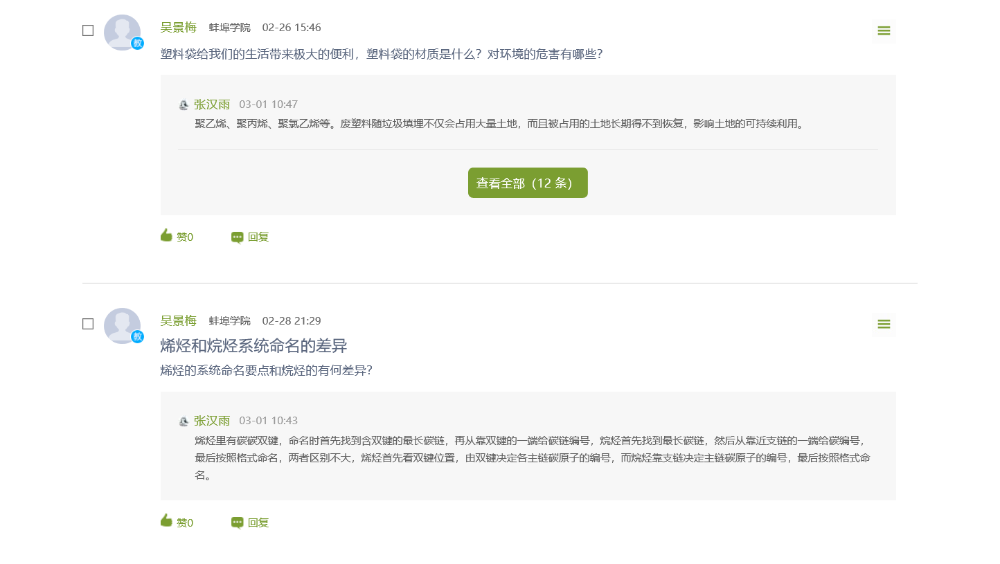 吴景梅 蚌埠学院 02-26 15:46
教
塑料袋给我们的生活带来极大的便利，塑料袋的材质是什么？对环境的危害有哪些？
张汉雨 03-01 10:47
聚乙烯、聚丙烯、聚氯乙烯等。废塑料随垃圾填埋不仅会占用大量土地，而且被占用的土地长期得不到恢复，影响土地的可持续利用。
查看全部（12 条）
赞0 回复
吴景梅 蚌埠学院 02-28 21:29
教
烯烃和烷烃系统命名的差异
烯烃的系统命名要点和烷烃的有何差异？
张汉雨 03-01 10:43
烯烃里有碳碳双键，命名时首先找到含双键的最长碳链，再从靠双键的一端给碳链编号，烷烃首先找到最长碳链，然后从靠近支链的一端给碳编号，
最后按照格式命名，两者区别不大，烯烃首先看双键位置，由双键决定各主链碳原子的编号，而烷烃靠支链决定主链碳原子的编号，最后按照格式命
名。
赞0 回复